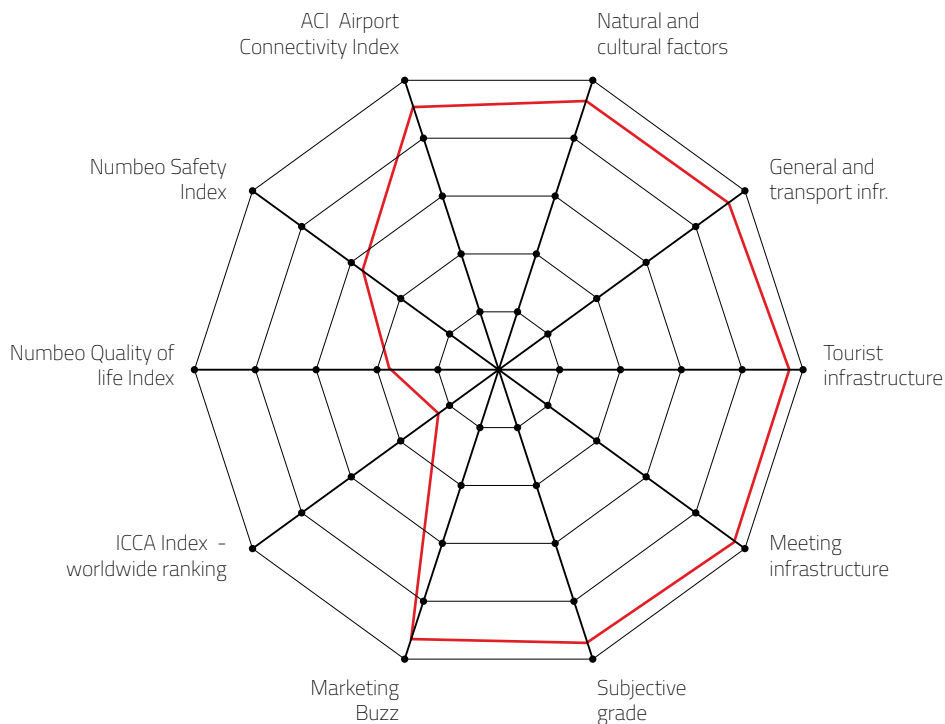 ACI  Airport
Connectivity Index
Natural and
cultural factors
Numbeo Safety
Index
General and
transport infr.
Numbeo Quality of
life Index
Tourist
infrastructure
ICCA Index  -
worldwide ranking
Meeting
infrastructure
Marketing
Buzz
Subjective
grade